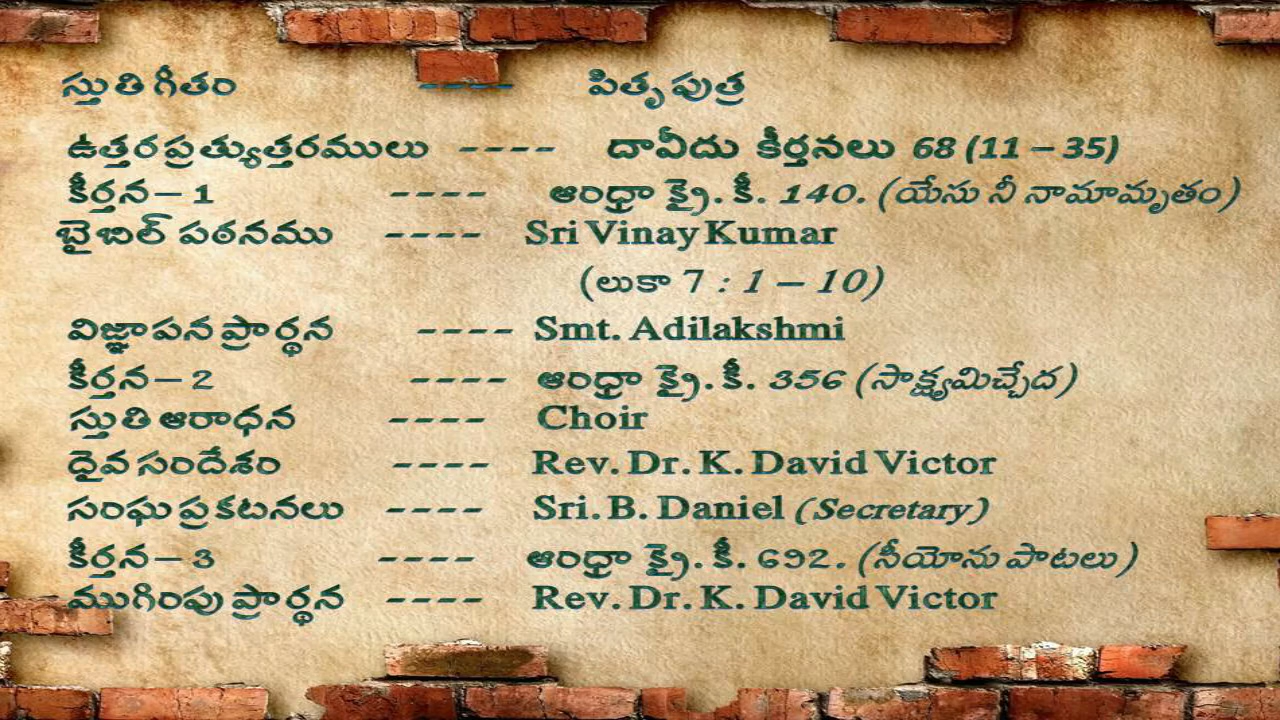 స్తుతి గీతం ---- పితృ పుత్ర
ఉత్తర ప్రత్యుత్తరములు ---- దావీదు కీర్తనలు 68 (11 – 35)
కీర్తన – 1 ---- ఆంధ్రా క్రై. కీ. 140. (యేసు నీ నామామృతం)
బైబిల్ పఠనము ---- Sri Vinay Kumar
(లుకా 7 : 1 – 10)
విజ్ఞాపన ప్రార్థన ---- Smt. Adilakshmi
కీర్తన – 2 ---- ఆంధ్రా క్రై. కీ. 356 (సాక్ష్యమిచ్చేద)
స్తుతి ఆరాధన ---- Choir
దైవ సందేశం ---- Rev. Dr. K. David Victor
సంఘ ప్రకటనలు ---- Sri. B. Daniel (Secretary)
కీర్తన – 3 ---- ఆంధ్రా క్రై. కీ. 692. (సీయోను పాటలు)
ముగింపు ప్రార్థన ---- Rev. Dr. K. David Victor